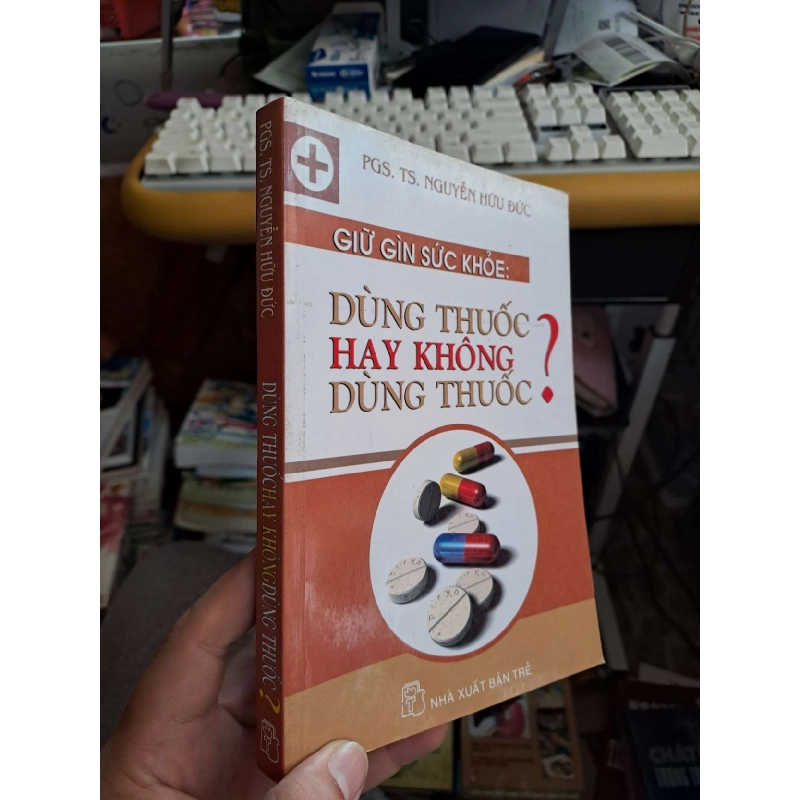 PGS. TS. NGUYỄN HỮU ĐỨC
GIỮ GÌN SỨC KHỎE:
DÙNG THUỐC
HAY KHÔNG
DÙNG THUỐC
?
NHÀ XUẤT BẢN TRẺ
PGS. TS. NGUYỄN HỮU ĐỨC
DÙNG THUỐC HAY KHÔNG DÙNG THUỐC ?